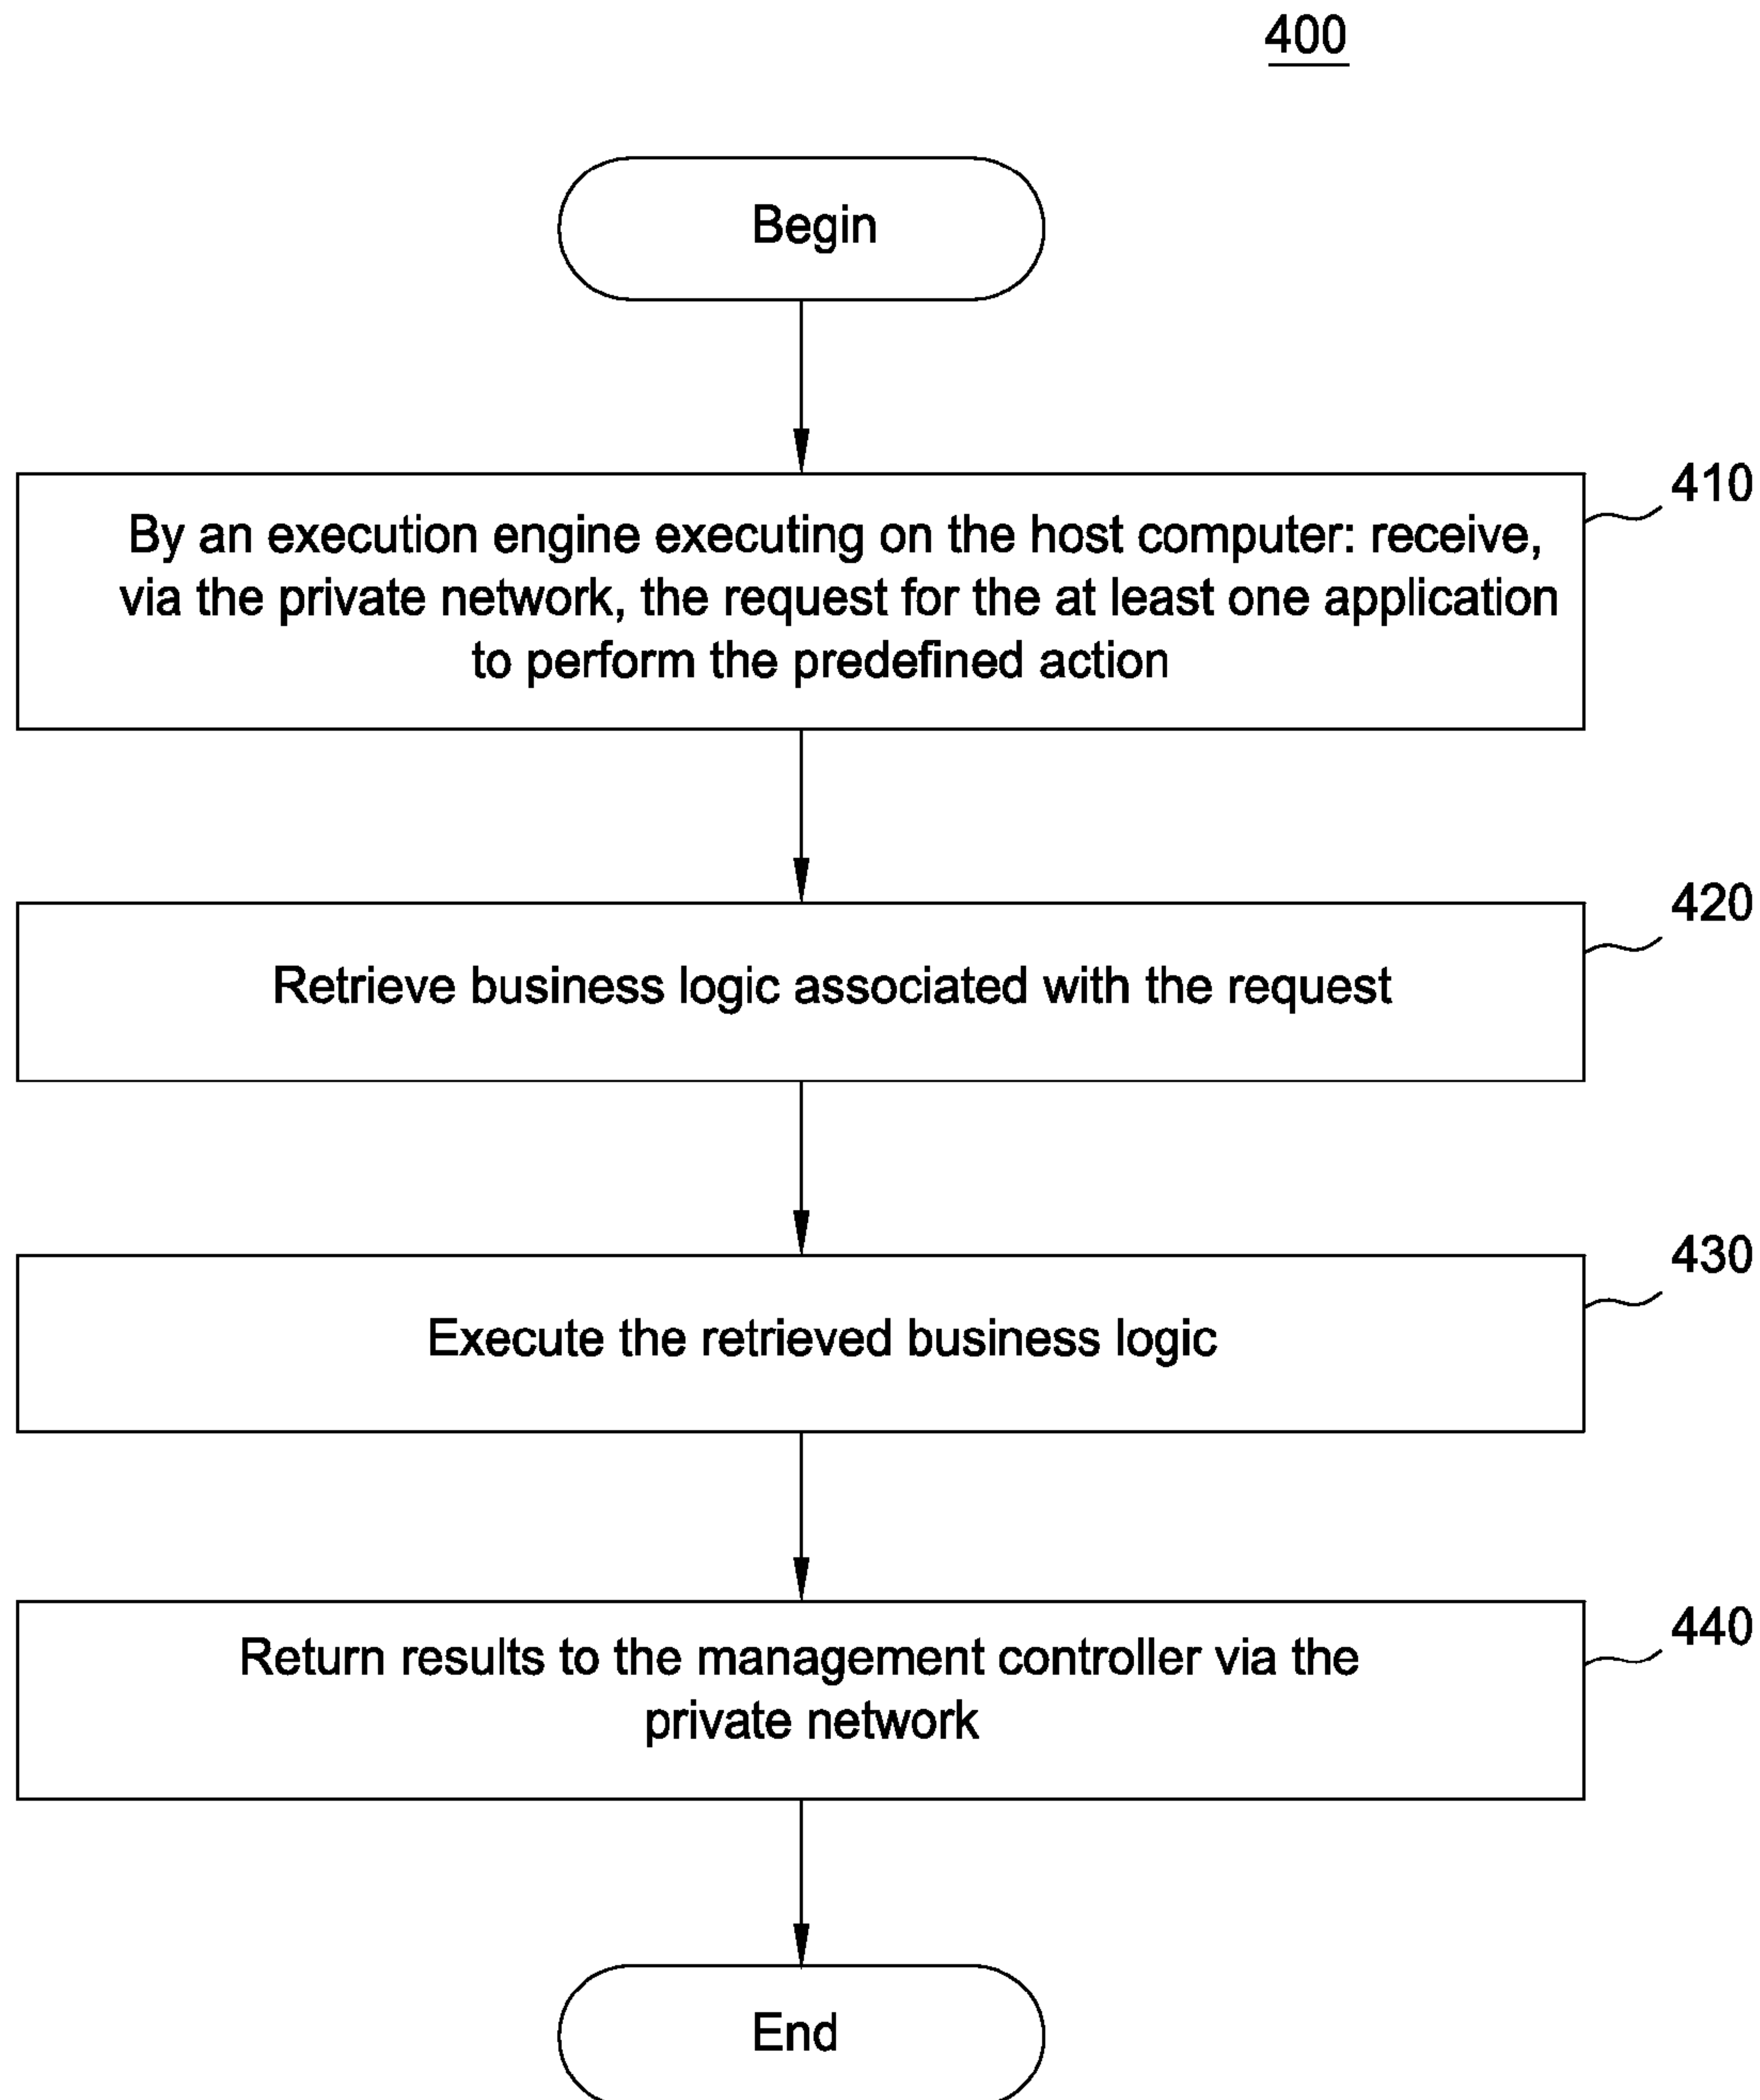 400
Begin
410
By an execution engine executing on the host computer: receive,
via the private network, the request for the at least one application
to perform the predefined action
420
Retrieve business logic associated with the request
430
Execute the retrieved business logic
440
Return results to the management controller via the
private network
End